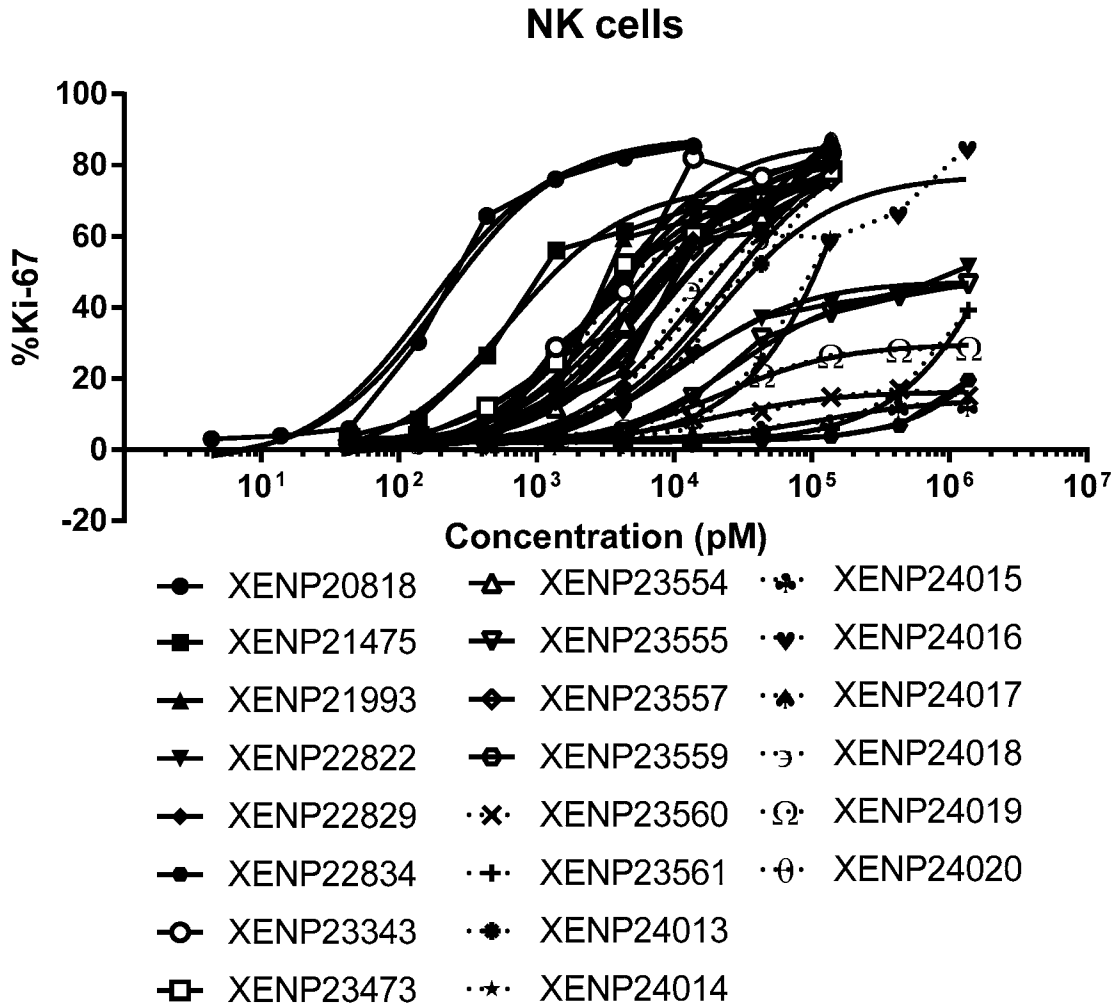 NK cells
%Ki-67
100
80
60
40
20
0
-20
10¹ 10² 10³ 10⁴ 10⁵ 10⁶ 10⁷
Concentration (pM)
XENP20818 XENP23554 XENP24015
XENP21475 XENP23555 XENP24016
XENP21993 XENP23557 XENP24017
XENP22822 XENP23559 XENP24018
XENP22829 XENP23560 XENP24019
XENP22834 XENP23561 XENP24020
XENP23343 XENP24013
XENP23473 XENP24014